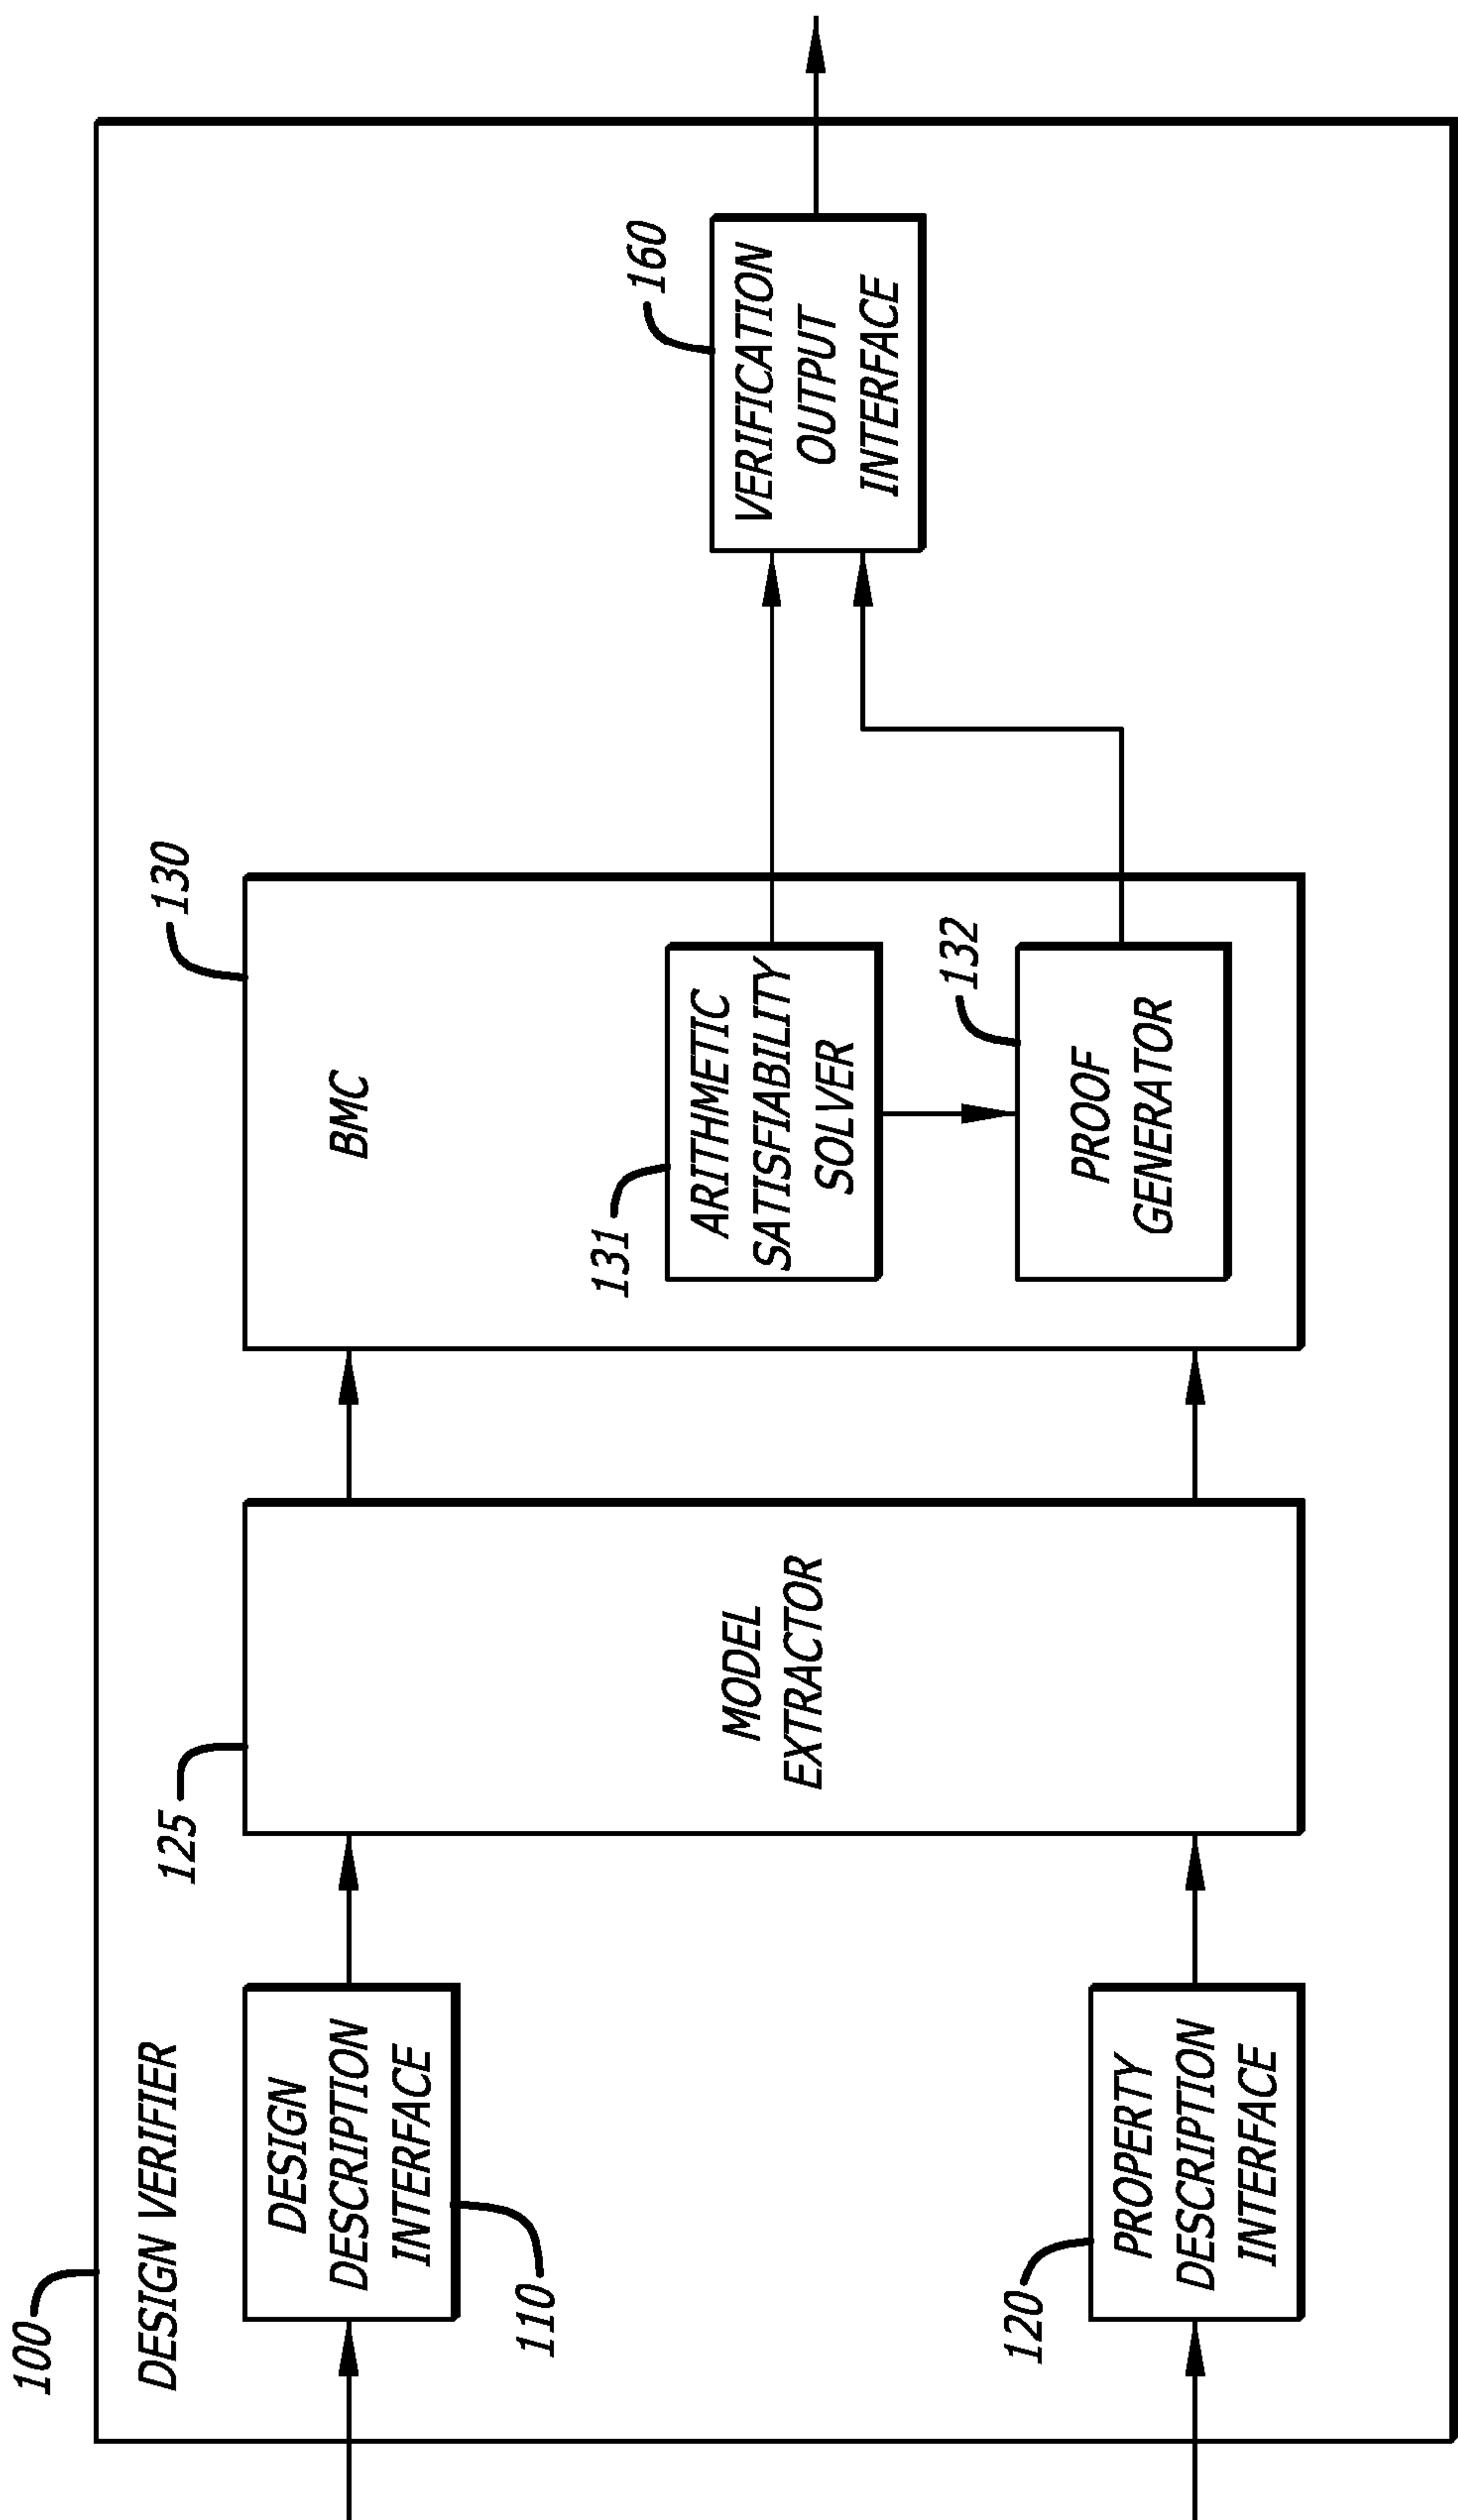 100
DESIGN VERIFIER
DESIGN
DESCRIPTION
INTERFACE
110
PROPERTY
DESCRIPTION
INTERFACE
120
125
MODEL
EXTRACTOR
130
BMC
131
ARITHMETIC
SATISFIABILITY
SOLVER
132
PROOF
GENERATOR
160
VERIFICATION
OUTPUT
INTERFACE